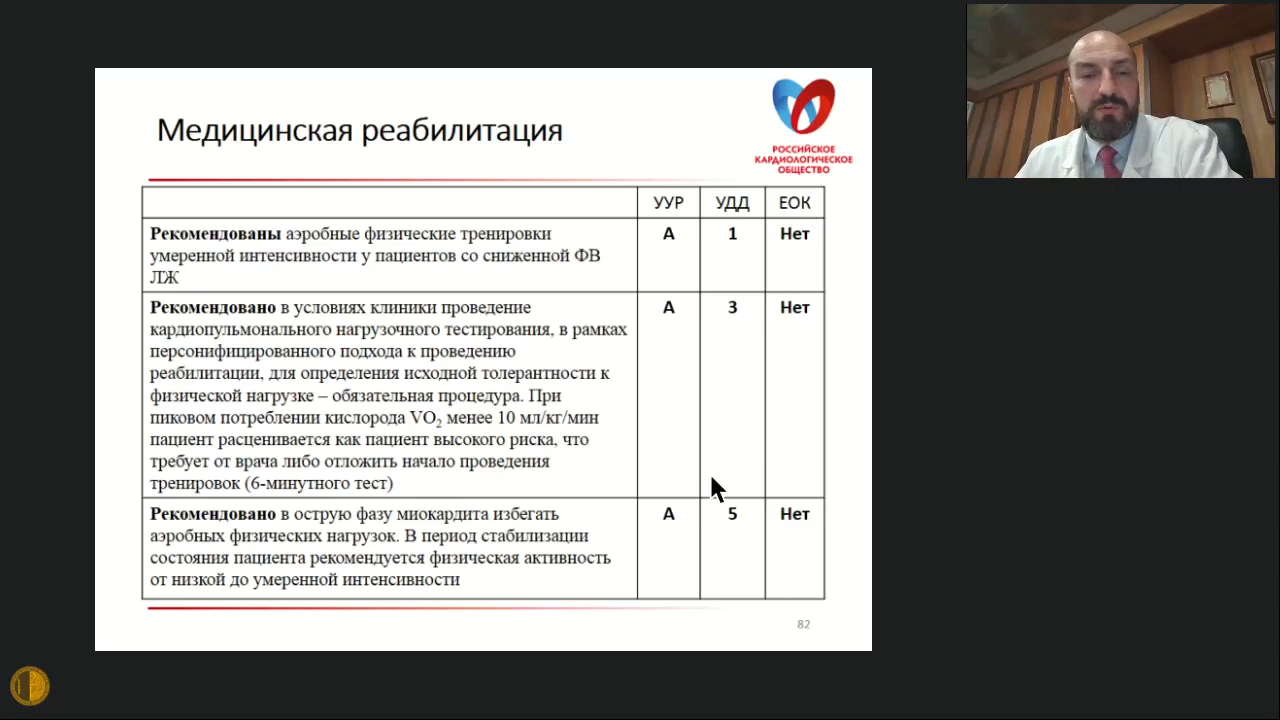 Медицинская реабилитация
РОССИЙСКОЕ
КАРДИОЛОГИЧЕСКОЕ
ОБЩЕСТВО
УУР УДД ЕОК
Рекомендованы аэробные физические тренировки
умеренной интенсивности у пациентов со сниженной ФВ
ЛЖ
А 1 Нет
Рекомендовано в условиях клиники проведение
кардиопульмонального нагрузочного тестирования, в рамках
персонифицированного подхода к проведению
реабилитации, для определения исходной толерантности к
физической нагрузке – обязательная процедура. При
пиковом потреблении кислорода VO₂ менее 10 мл/кг/мин
пациент расценивается как пациент высокого риска, что
требует от врача либо отложить начало проведения
тренировок (6-минутного тест)
А 3 Нет
Рекомендовано в острую фазу миокардита избегать
аэробных физических нагрузок. В период стабилизации
состояния пациента рекомендуется физическая активность
от низкой до умеренной интенсивности
А 5 Нет
82